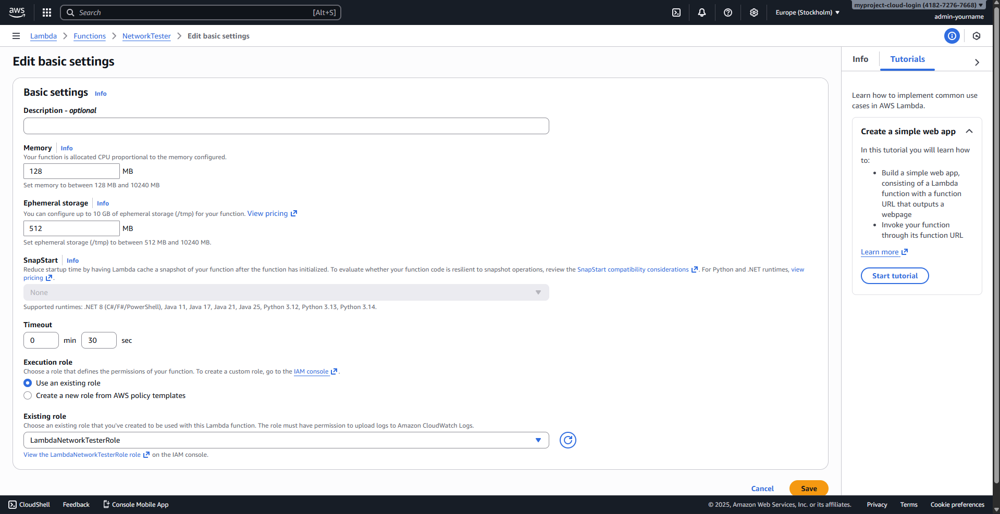 aws
Search [Alt+S]
Europe (Stockholm)
myproject-cloud-login (4182-7276-7668)
admin-yourname
Lambda
Functions
NetworkTester
Edit basic settings
Edit basic settings
Basic settings Info
Description - optional
Memory Info
Your function is allocated CPU proportional to the memory configured.
128 MB
Set memory to between 128 MB and 10240 MB
Ephemeral storage Info
You can configure up to 10 GB of ephemeral storage (/tmp) for your function. View pricing
512 MB
Set ephemeral storage (/tmp) to between 512 MB and 10240 MB.
SnapStart Info
Reduce startup time by having Lambda cache a snapshot of your function after the function has initialized. To evaluate whether your function code is resilient to snapshot operations, review the SnapStart compatibility considerations . For Python and .NET runtimes, view
pricing .
None
Supported runtimes: .NET 8 (C#/F#/PowerShell), Java 11, Java 17, Java 21, Java 25, Python 3.12, Python 3.13, Python 3.14.
Timeout
0 min 30 sec
Execution role
Choose a role that defines the permissions of your function. To create a custom role, go to the IAM console .
Use an existing role
Create a new role from AWS policy templates
Existing role
Choose an existing role that you've created to be used with this Lambda function. The role must have permission to upload logs to Amazon CloudWatch Logs.
LambdaNetworkTesterRole
View the LambdaNetworkTesterRole role on the IAM console.
Cancel Save
Info Tutorials
Learn how to implement common use
cases in AWS Lambda.
Create a simple web app
In this tutorial you will learn how
to:
• Build a simple web app,
consisting of a Lambda
function with a function
URL that outputs a
webpage
• Invoke your function
through its function URL
Learn more
Start tutorial
CloudShell Feedback Console Mobile App
© 2025, Amazon Web Services, Inc. or its affiliates. Privacy Terms Cookie preferences